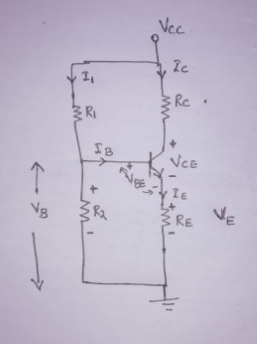 VCC
I1
IC
R1
RC
IB
+
VCE
+
VBE
-
-
IE
+
VB
R2
+
RE
VE
-
-